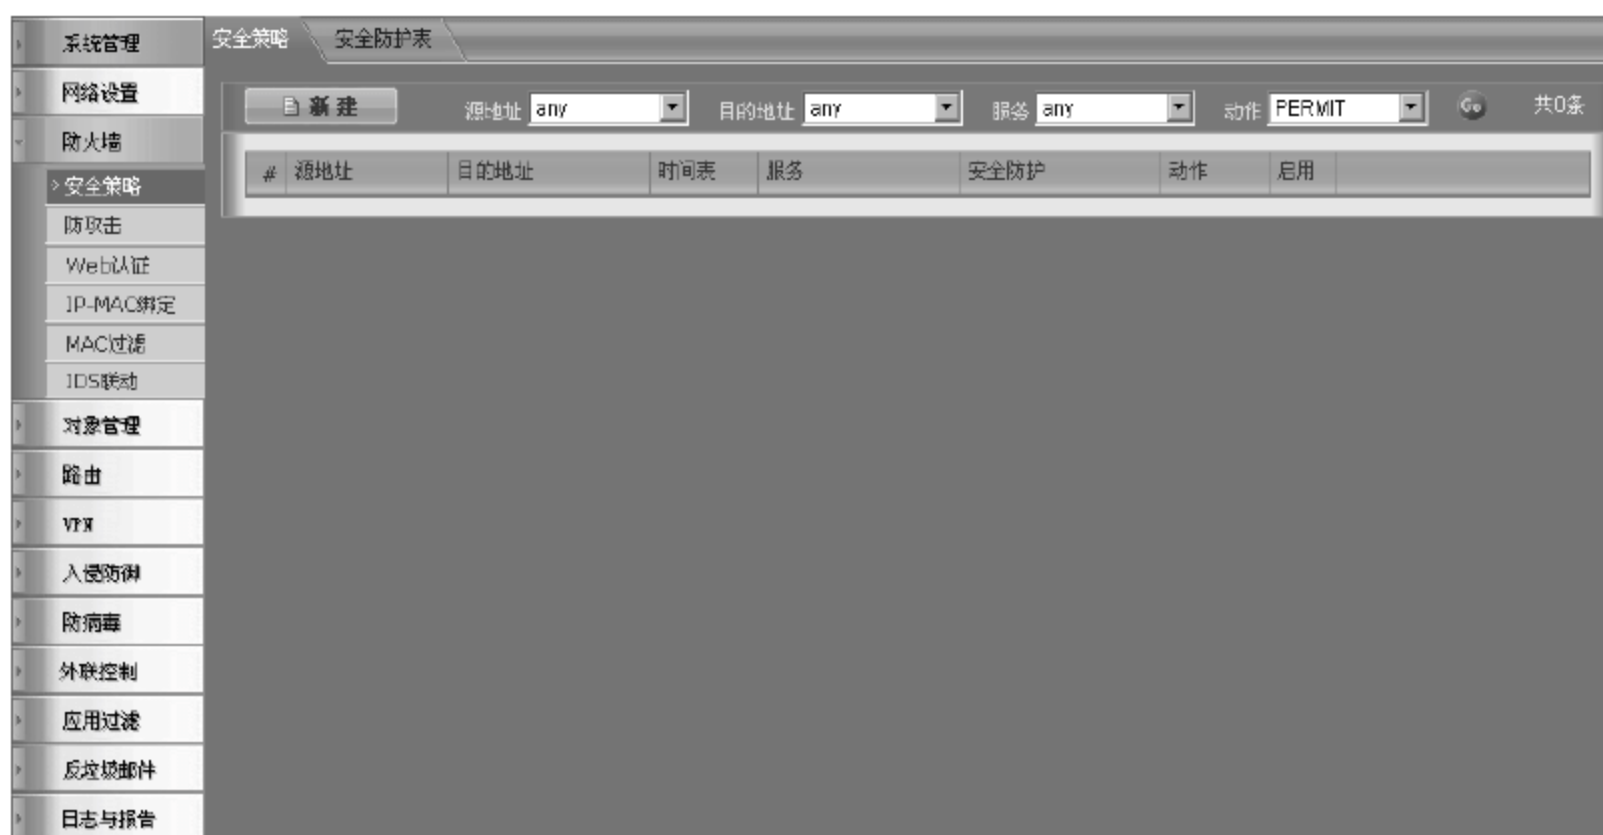 系统管理
网络设置
防火墙
安全策略
防攻击
Web认证
IP-MAC绑定
MAC过滤
IDS联动
对象管理
路由
VPN
入侵防御
防病毒
外联控制
应用过滤
反垃圾邮件
日志与报告
安全策略 安全防护表
新建 源地址 any 目的地址 any 服务 any 动作 PERMIT Go 共0条
# 源地址 目的地址 时间表 服务 安全防护 动作 启用